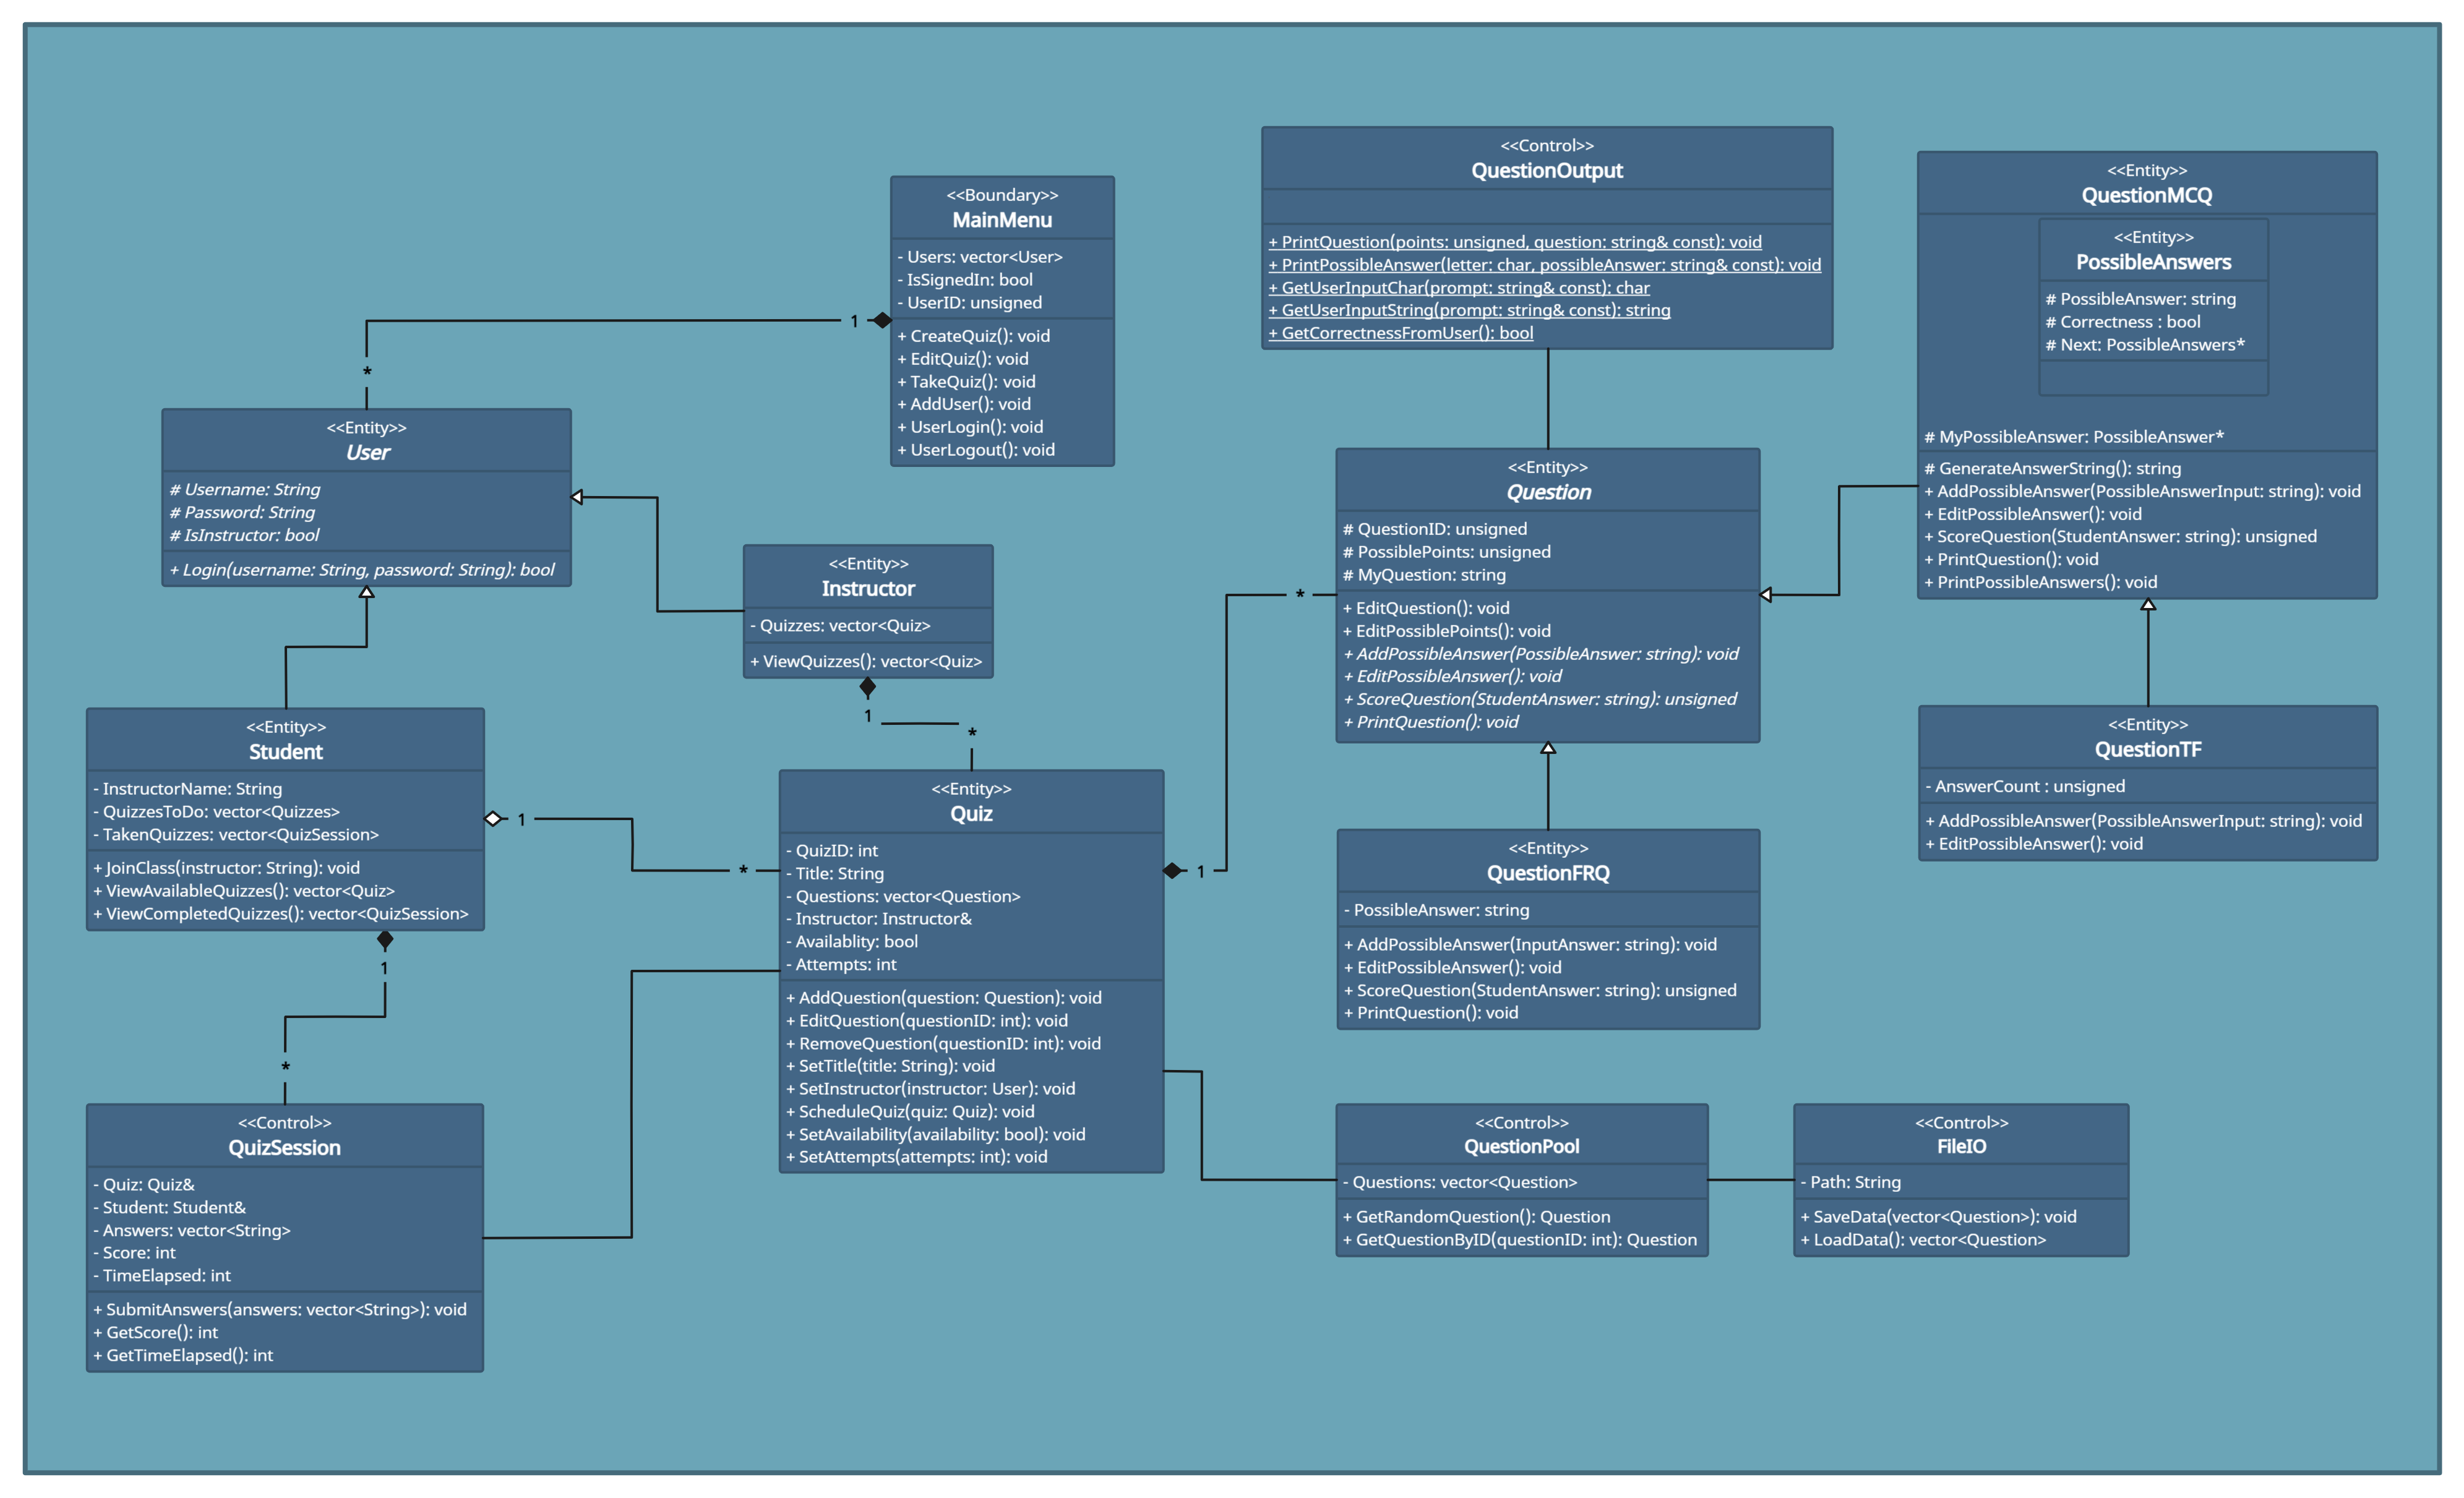 <<Control>>
QuestionOutput
+ PrintQuestion(points: unsigned, question: string& const): void
+ PrintPossibleAnswer(letter: char, possibleAnswer: string& const): void
+ GetUserInputChar(prompt: string& const): char
+ GetUserInputString(prompt: string& const): string
+ GetCorrectnessFromUser(): bool
<<Entity>>
QuestionMCQ
<<Entity>>
PossibleAnswers
# PossibleAnswer: string
# Correctness : bool
# Next: PossibleAnswers*
# MyPossibleAnswer: PossibleAnswer*
# GenerateAnswerString(): string
+ AddPossibleAnswer(PossibleAnswerInput: string): void
+ EditPossibleAnswer(): void
+ ScoreQuestion(StudentAnswer: string): unsigned
+ PrintQuestion(): void
+ PrintPossibleAnswers(): void
<<Boundary>>
MainMenu
- Users: vector<User>
- IsSignedIn: bool
- UserID: unsigned
+ CreateQuiz(): void
+ EditQuiz(): void
+ TakeQuiz(): void
+ AddUser(): void
+ UserLogin(): void
+ UserLogout(): void
1
*
<<Entity>>
User
# Username: String
# Password: String
# IsInstructor: bool
+ Login(username: String, password: String): bool
<<Entity>>
Instructor
- Quizzes: vector<Quiz>
+ ViewQuizzes(): vector<Quiz>
1
*
<<Entity>>
Question
# QuestionID: unsigned
# PossiblePoints: unsigned
# MyQuestion: string
+ EditQuestion(): void
+ EditPossiblePoints(): void
+ AddPossibleAnswer(PossibleAnswer: string): void
+ EditPossibleAnswer(): void
+ ScoreQuestion(StudentAnswer: string): unsigned
+ PrintQuestion(): void
*
1
<<Entity>>
QuestionTF
- AnswerCount : unsigned
+ AddPossibleAnswer(PossibleAnswerInput: string): void
+ EditPossibleAnswer(): void
<<Entity>>
Student
- InstructorName: String
- QuizzesToDo: vector<Quizzes>
- TakenQuizzes: vector<QuizSession>
+ JoinClass(instructor: String): void
+ ViewAvailableQuizzes(): vector<Quiz>
+ ViewCompletedQuizzes(): vector<QuizSession>
1
*
1
*
<<Entity>>
Quiz
- QuizID: int
- Title: String
- Questions: vector<Question>
- Instructor: Instructor&
- Availablity: bool
- Attempts: int
+ AddQuestion(question: Question): void
+ EditQuestion(questionID: int): void
+ RemoveQuestion(questionID: int): void
+ SetTitle(title: String): void
+ SetInstructor(instructor: User): void
+ ScheduleQuiz(quiz: Quiz): void
+ SetAvailability(availability: bool): void
+ SetAttempts(attempts: int): void
<<Entity>>
QuestionFRQ
- PossibleAnswer: string
+ AddPossibleAnswer(InputAnswer: string): void
+ EditPossibleAnswer(): void
+ ScoreQuestion(StudentAnswer: string): unsigned
+ PrintQuestion(): void
<<Control>>
QuizSession
- Quiz: Quiz&
- Student: Student&
- Answers: vector<String>
- Score: int
- TimeElapsed: int
+ SubmitAnswers(answers: vector<String>): void
+ GetScore(): int
+ GetTimeElapsed(): int
<<Control>>
QuestionPool
- Questions: vector<Question>
+ GetRandomQuestion(): Question
+ GetQuestionByID(questionID: int): Question
<<Control>>
FileIO
- Path: String
+ SaveData(vector<Question>): void
+ LoadData(): vector<Question>